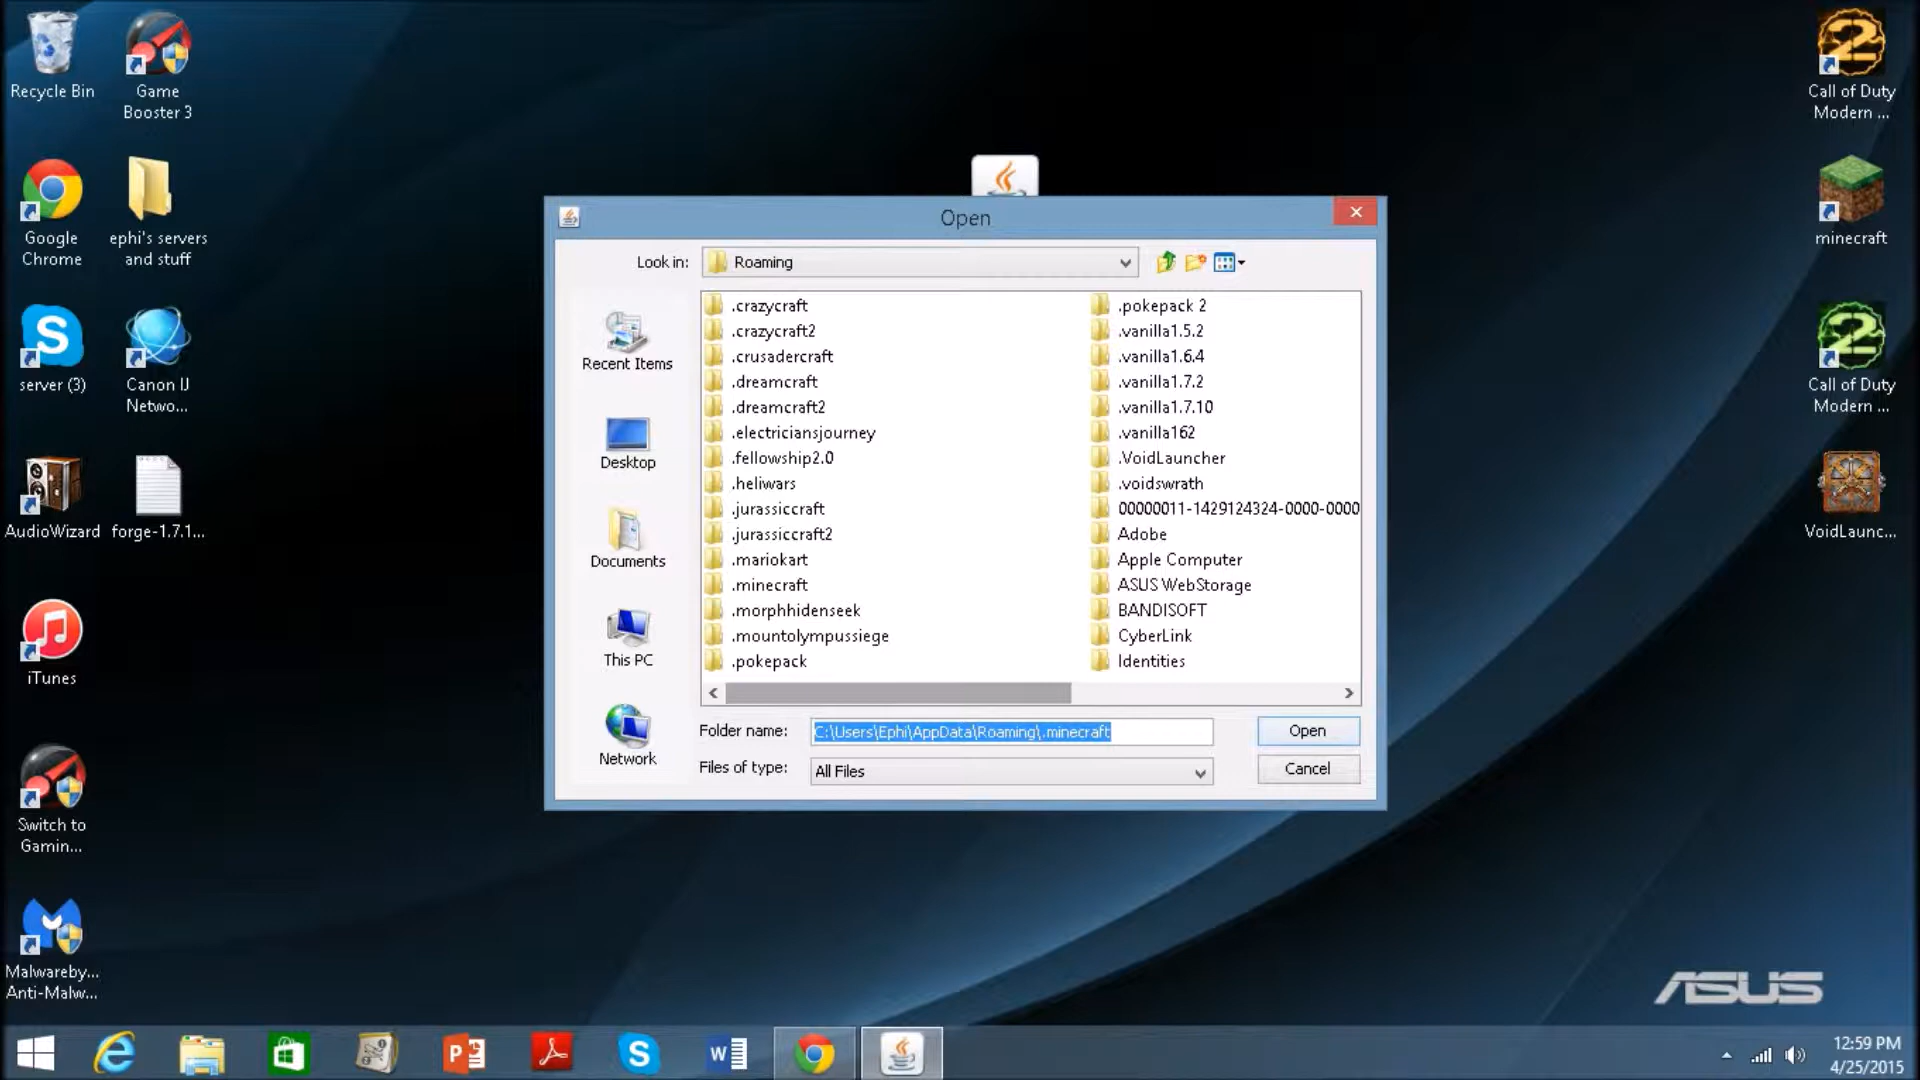 Recycle Bin
Game
Booster 3
Google
Chrome
ephi's servers
and stuff
server (3)
Canon IJ
Netwo...
AudioWizard
forge-1.7.1...
iTunes
Switch to
Gamin...
Malwareby...
Anti-Malw...
Open
Look in:
Roaming
Recent Items
Desktop
Documents
This PC
Network
.crazycraft
.crazycraft2
.crusadercraft
.dreamcraft
.dreamcraft2
.electriciansjourney
.fellowship2.0
.heliwars
.jurassiccraft
.jurassiccraft2
.mariokart
.minecraft
.morphhidenseek
.mountolympussiege
.pokepack
.pokepack 2
.vanilla1.5.2
.vanilla1.6.4
.vanilla1.7.2
.vanilla1.7.10
.vanilla162
.VoidLauncher
.voidswrath
00000011-1429124324-0000-0000
Adobe
Apple Computer
ASUS WebStorage
BANDISOFT
CyberLink
Identities
Folder name:
C:\Users\Ephi\AppData\Roaming\.minecraft
Open
Files of type:
All Files
Cancel
Call of Duty
Modern ...
minecraft
Call of Duty
Modern ...
VoidLaunc...
ASUS
12:59 PM
4/25/2015